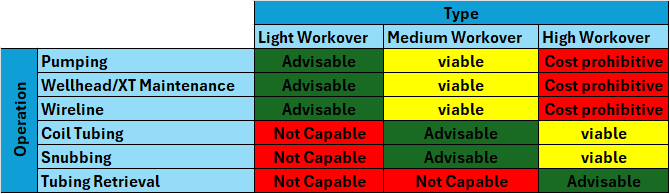 Type
Light Workover Medium Workover High Workover
Operation
Pumping Advisable viable Cost prohibitive
Wellhead/XT Maintenance Advisable viable Cost prohibitive
Wireline Advisable viable Cost prohibitive
Coil Tubing Not Capable Advisable viable
Snubbing Not Capable Advisable viable
Tubing Retrieval Not Capable Not Capable Advisable